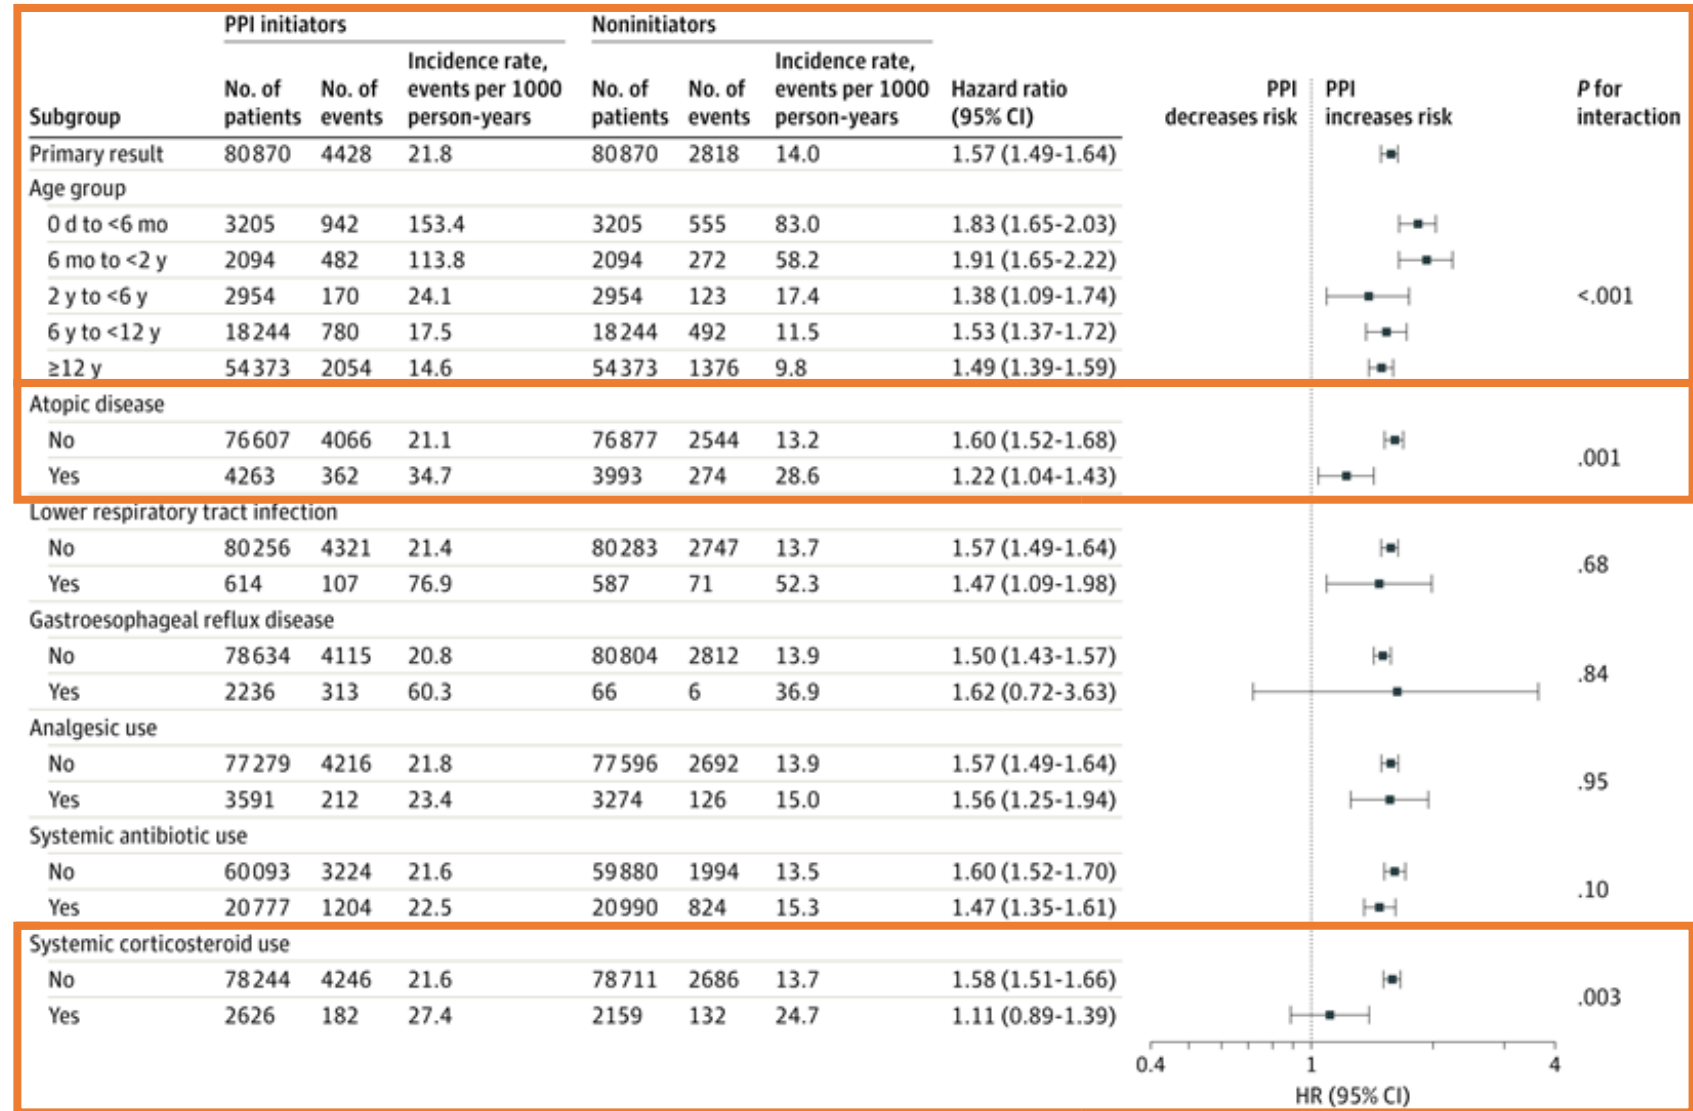 PPI initiators Noninitiators
Subgroup No. of patients No. of events Incidence rate, events per 1000 person-years No. of patients No. of events Incidence rate, events per 1000 person-years Hazard ratio (95% CI) PPI decreases risk PPI increases risk P for interaction
Primary result 80870 4428 21.8 80870 2818 14.0 1.57 (1.49-1.64)
Age group
0 d to <6 mo 3205 942 153.4 3205 555 83.0 1.83 (1.65-2.03)
6 mo to <2 y 2094 482 113.8 2094 272 58.2 1.91 (1.65-2.22)
2 y to <6 y 2954 170 24.1 2954 123 17.4 1.38 (1.09-1.74) <.001
6 y to <12 y 18244 780 17.5 18244 492 11.5 1.53 (1.37-1.72)
≥12 y 54373 2054 14.6 54373 1376 9.8 1.49 (1.39-1.59)
Atopic disease
No 76607 4066 21.1 76877 2544 13.2 1.60 (1.52-1.68)
.001
Yes 4263 362 34.7 3993 274 28.6 1.22 (1.04-1.43)
Lower respiratory tract infection
No 80256 4321 21.4 80283 2747 13.7 1.57 (1.49-1.64)
.68
Yes 614 107 76.9 587 71 52.3 1.47 (1.09-1.98)
Gastroesophageal reflux disease
No 78634 4115 20.8 80804 2812 13.9 1.50 (1.43-1.57)
.84
Yes 2236 313 60.3 66 6 36.9 1.62 (0.72-3.63)
Analgesic use
No 77279 4216 21.8 77596 2692 13.9 1.57 (1.49-1.64)
.95
Yes 3591 212 23.4 3274 126 15.0 1.56 (1.25-1.94)
Systemic antibiotic use
No 60093 3224 21.6 59880 1994 13.5 1.60 (1.52-1.70)
.10
Yes 20777 1204 22.5 20990 824 15.3 1.47 (1.35-1.61)
Systemic corticosteroid use
No 78244 4246 21.6 78711 2686 13.7 1.58 (1.51-1.66)
.003
Yes 2626 182 27.4 2159 132 24.7 1.11 (0.89-1.39)
0.4 1 4
HR (95% CI)